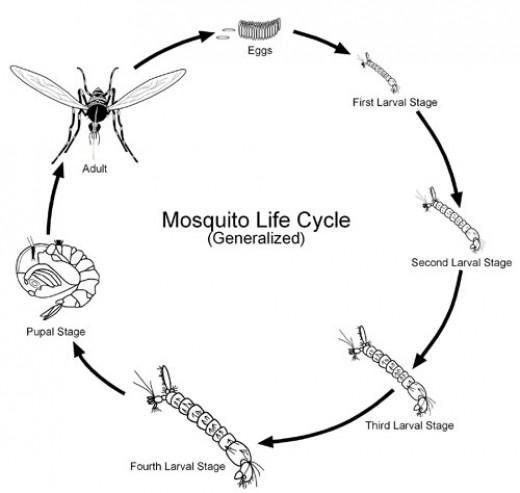 Eggs
First Larval Stage
Adult
Mosquito Life Cycle
(Generalized)
Second Larval Stage
Pupal Stage
Third Larval Stage
Fourth Larval Stage